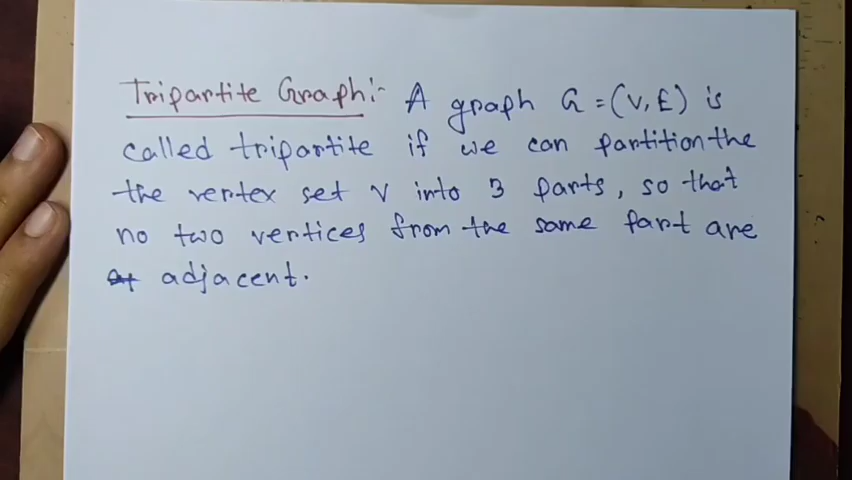 Tripartite Graph:- A graph G = (V, E) is
called tripartite if we can partition the
the vertex set V into 3 parts, so that
no two vertices from the same part are
adjacent.